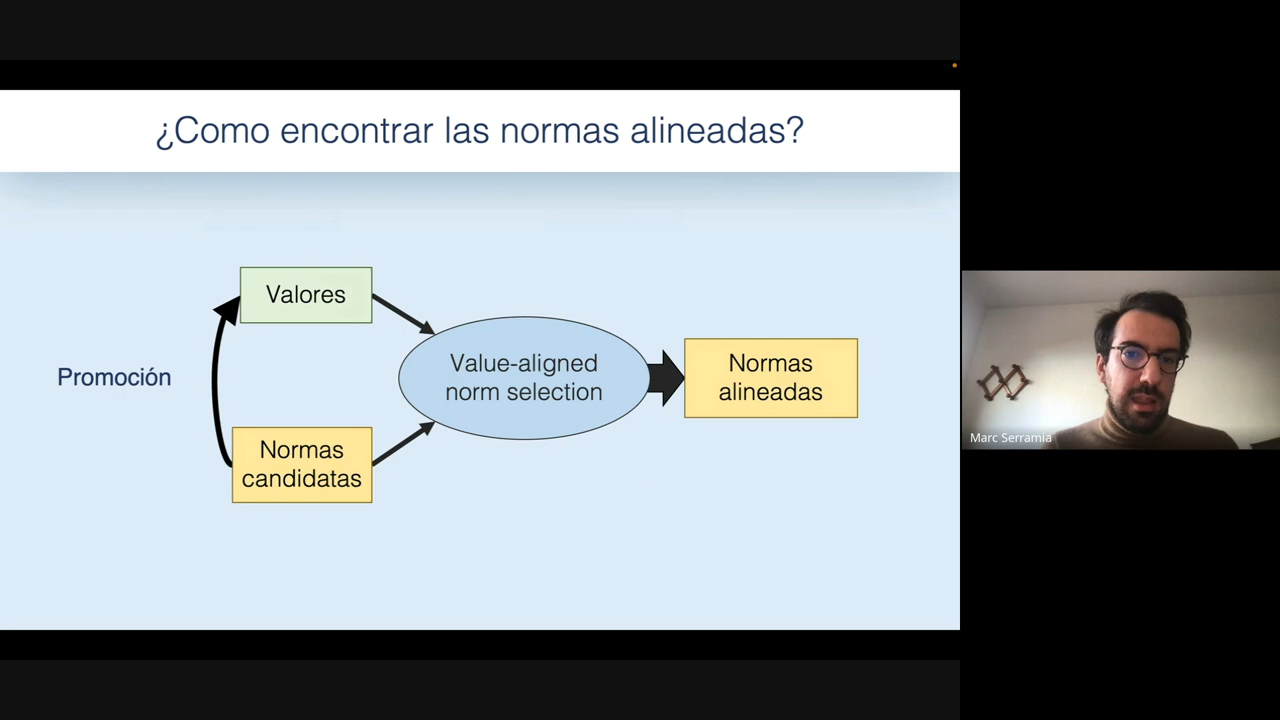 ¿Como encontrar las normas alineadas?
Valores
Promoción
Value-aligned
norm selection
Normas
alineadas
Normas
candidatas
Marc Serramia